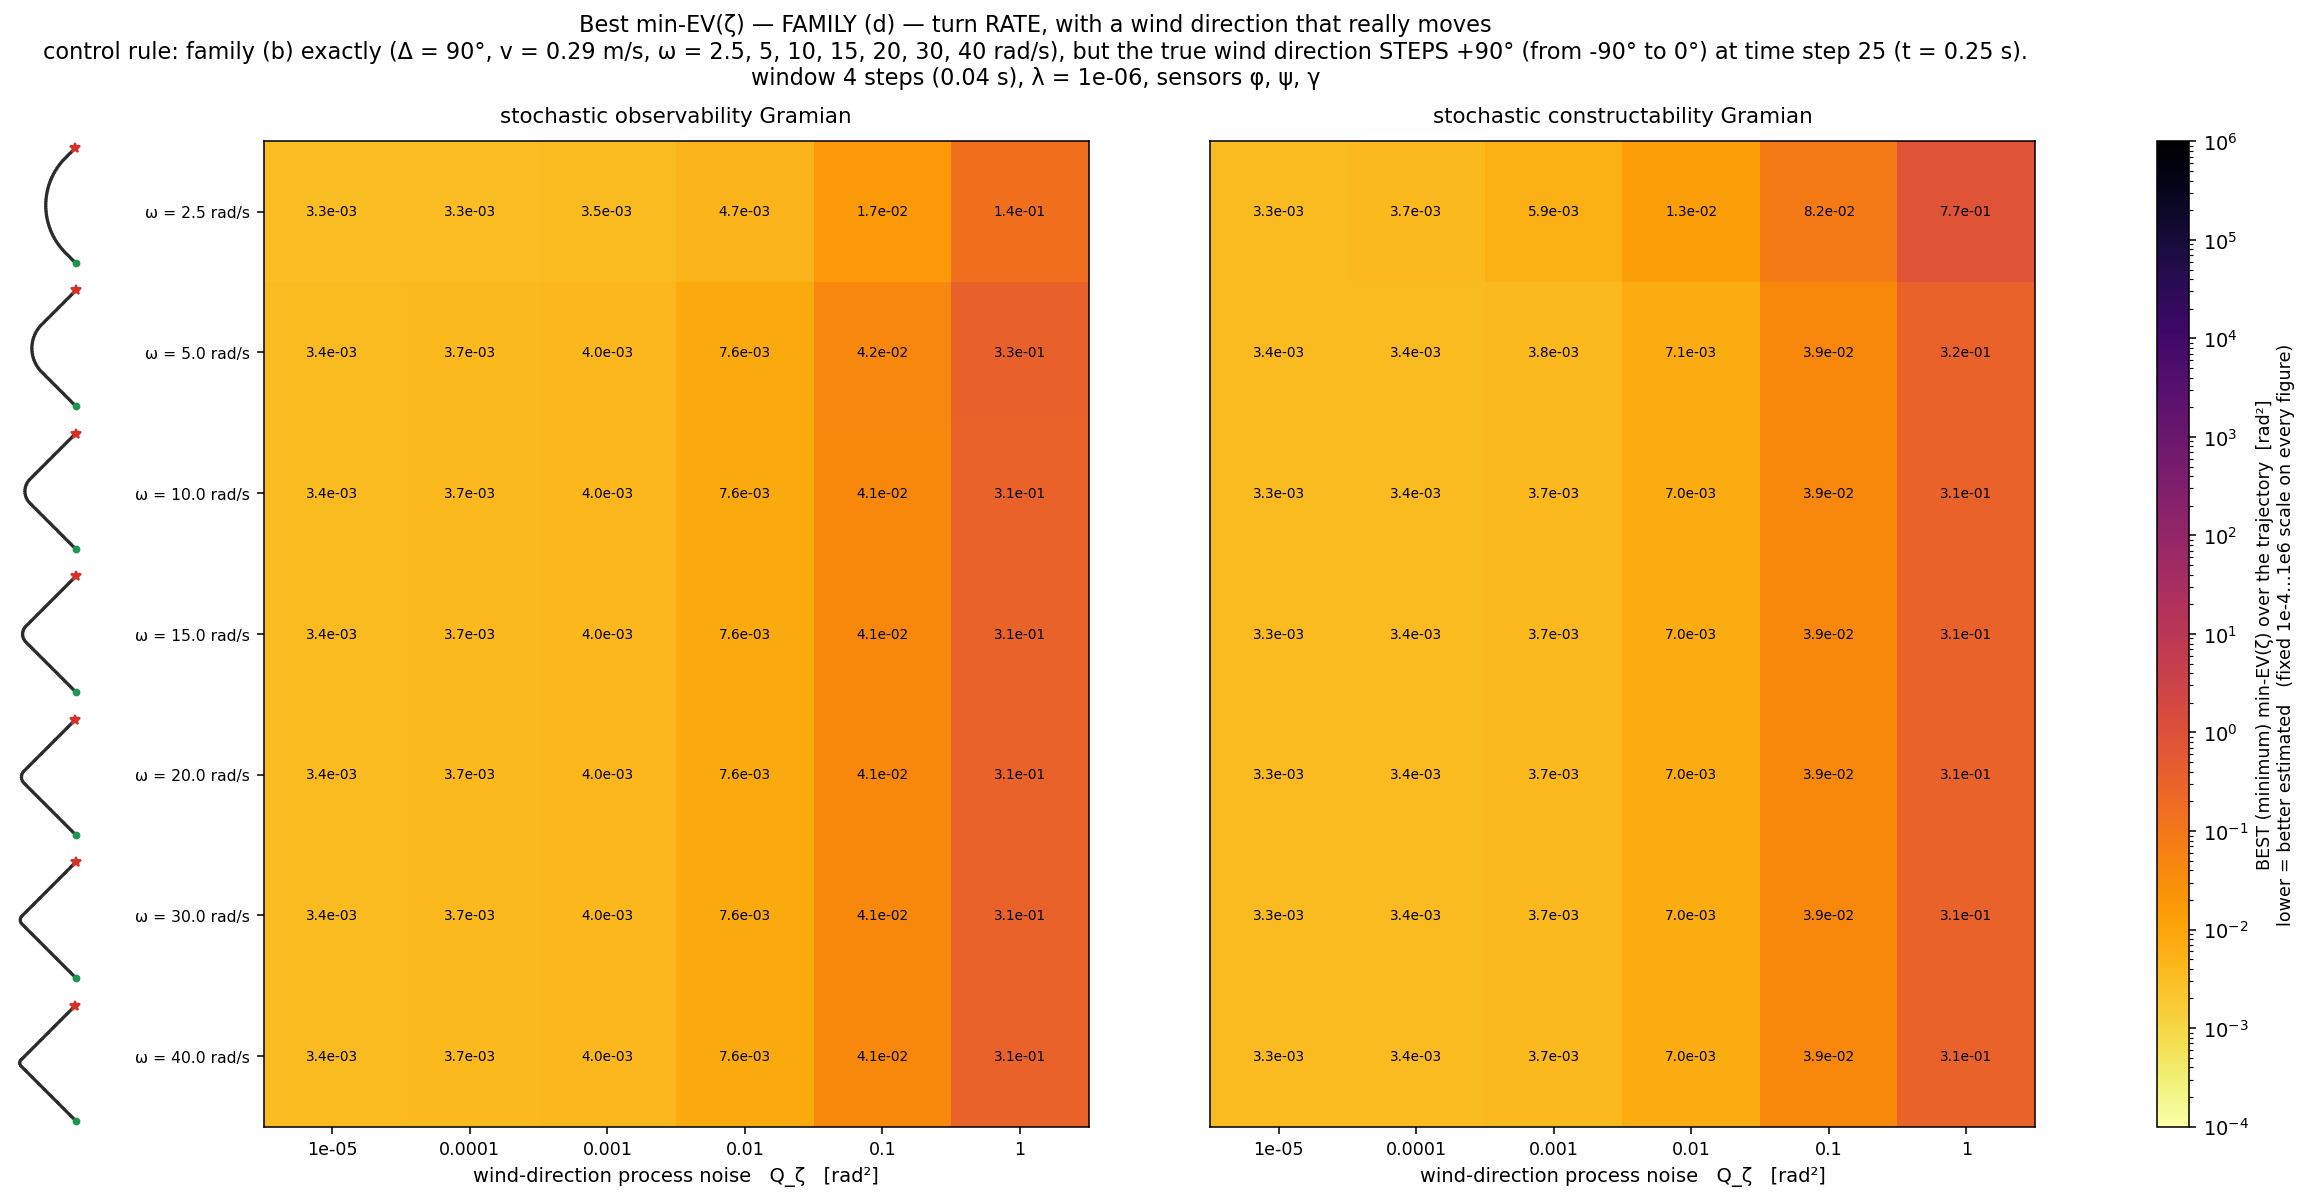 Best min-EV(ζ) — FAMILY (d) — turn RATE, with a wind direction that really moves
control rule: family (b) exactly (Δ = 90°, v = 0.29 m/s, ω = 2.5, 5, 10, 15, 20, 30, 40 rad/s), but the true wind direction STEPS +90° (from -90° to 0°) at time step 25 (t = 0.25 s).
window 4 steps (0.04 s), λ = 1e-06, sensors φ, ψ, γ
stochastic observability Gramian
ω = 2.5 rad/s 3.3e-03 3.3e-03 3.5e-03 4.7e-03 1.7e-02 1.4e-01
ω = 5.0 rad/s 3.4e-03 3.7e-03 4.0e-03 7.6e-03 4.2e-02 3.3e-01
ω = 10.0 rad/s 3.4e-03 3.7e-03 4.0e-03 7.6e-03 4.1e-02 3.1e-01
ω = 15.0 rad/s 3.4e-03 3.7e-03 4.0e-03 7.6e-03 4.1e-02 3.1e-01
ω = 20.0 rad/s 3.4e-03 3.7e-03 4.0e-03 7.6e-03 4.1e-02 3.1e-01
ω = 30.0 rad/s 3.4e-03 3.7e-03 4.0e-03 7.6e-03 4.1e-02 3.1e-01
ω = 40.0 rad/s 3.4e-03 3.7e-03 4.0e-03 7.6e-03 4.1e-02 3.1e-01
1e-05 0.0001 0.001 0.01 0.1 1
wind-direction process noise Q_ζ [rad²]
stochastic constructability Gramian
3.3e-03 3.7e-03 5.9e-03 1.3e-02 8.2e-02 7.7e-01
3.4e-03 3.4e-03 3.8e-03 7.1e-03 3.9e-02 3.2e-01
3.3e-03 3.4e-03 3.7e-03 7.0e-03 3.9e-02 3.1e-01
3.3e-03 3.4e-03 3.7e-03 7.0e-03 3.9e-02 3.1e-01
3.3e-03 3.4e-03 3.7e-03 7.0e-03 3.9e-02 3.1e-01
3.3e-03 3.4e-03 3.7e-03 7.0e-03 3.9e-02 3.1e-01
3.3e-03 3.4e-03 3.7e-03 7.0e-03 3.9e-02 3.1e-01
1e-05 0.0001 0.001 0.01 0.1 1
wind-direction process noise Q_ζ [rad²]
10⁶
10⁵
10⁴
10³
10²
10¹
10⁰
10⁻¹
10⁻²
10⁻³
10⁻⁴
BEST (minimum) min-EV(ζ) over the trajectory [rad²]
lower = better estimated (fixed 1e-4…1e6 scale on every figure)